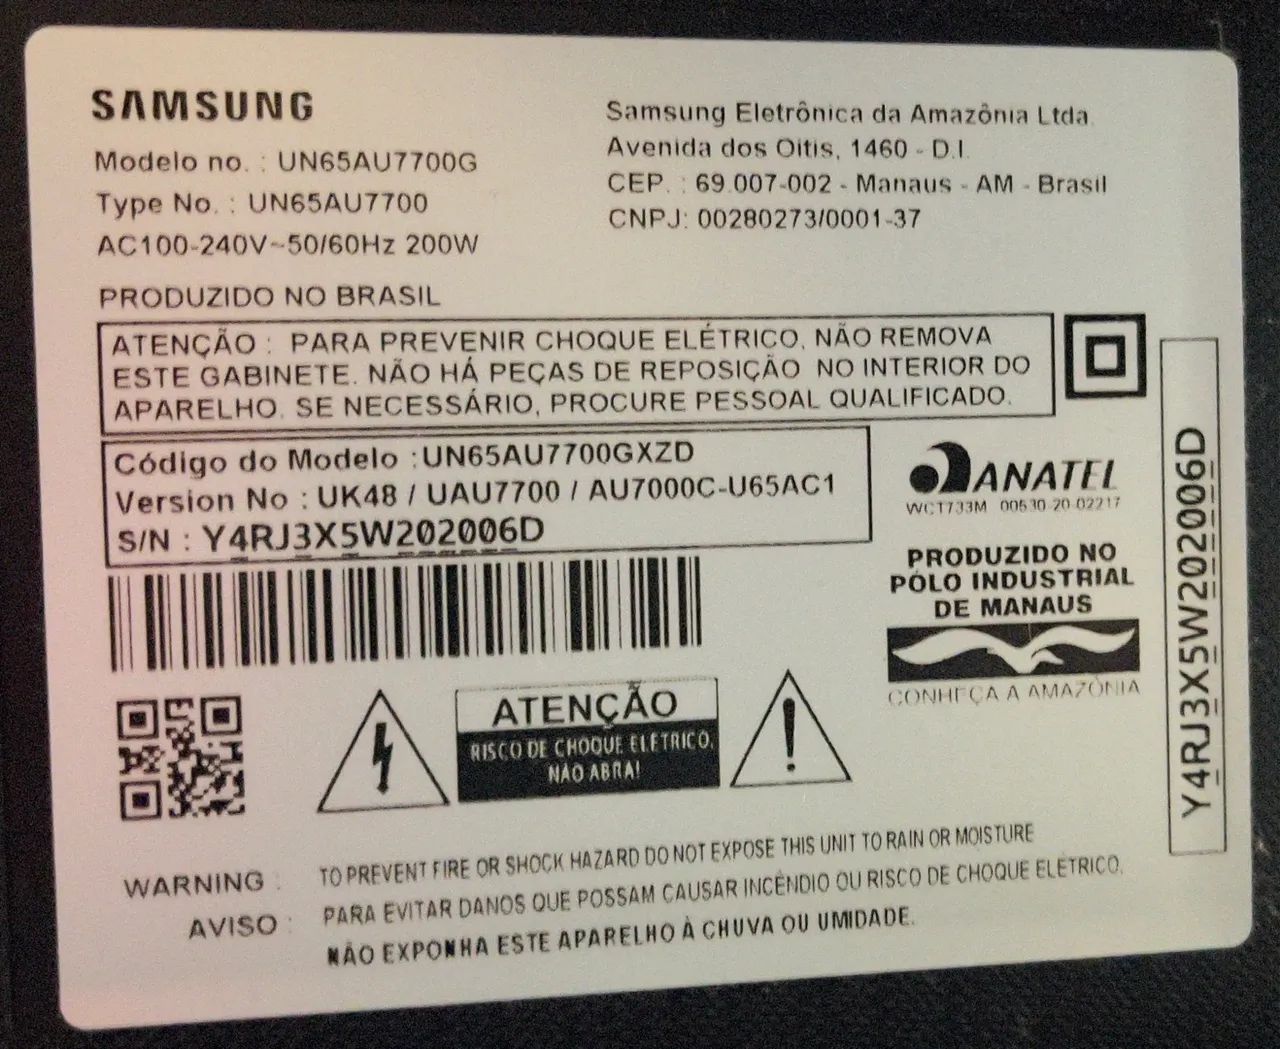 SAMSUNG
Modelo no. : UN65AU7700G
Type No. : UN65AU7700
AC100-240V~50/60Hz 200W
PRODUZIDO NO BRASIL
Samsung Eletrônica da Amazônia Ltda.
Avenida dos Oitis, 1460 - D.I.
CEP. : 69.007-002 - Manaus - AM - Brasil
CNPJ: 00280273/0001-37
ATENÇÃO : PARA PREVENIR CHOQUE ELÉTRICO, NÃO REMOVA
ESTE GABINETE. NÃO HÁ PEÇAS DE REPOSIÇÃO NO INTERIOR DO
APARELHO. SE NECESSÁRIO, PROCURE PESSOAL QUALIFICADO.
Código do Modelo :UN65AU7700GXZD
Version No : UK48 / UAU7700 / AU7000C-U65AC1
S/N : Y4RJ3X5W202006D
ANATEL
WCT733M 00630-20-02217
PRODUZIDO NO
PÓLO INDUSTRIAL
DE MANAUS
CONHEÇA A AMAZÔNIA
Y4RJ3X5W202006D
ATENÇÃO
RISCO DE CHOQUE ELÉTRICO,
NÃO ABRA!
WARNING : TO PREVENT FIRE OR SHOCK HAZARD DO NOT EXPOSE THIS UNIT TO RAIN OR MOISTURE
AVISO : PARA EVITAR DANOS QUE POSSAM CAUSAR INCÊNDIO OU RISCO DE CHOQUE ELÉTRICO,
NÃO EXPONHA ESTE APARELHO À CHUVA OU UMIDADE.